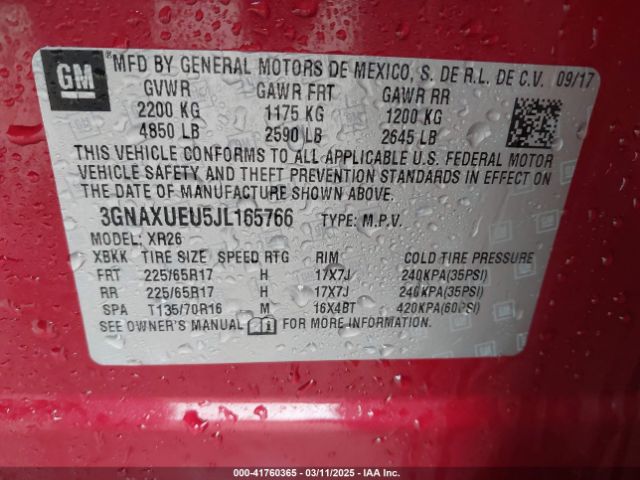 GM
MFD BY GENERAL MOTORS DE MEXICO, S. DE R.L. DE C.V. 09/17
GVWR GAWR FRT GAWR RR
2200 KG 1175 KG 1200 KG
4850 LB 2590 LB 2645 LB
THIS VEHICLE CONFORMS TO ALL APPLICABLE U.S. FEDERAL MOTOR
VEHICLE SAFETY AND THEFT PREVENTION STANDARDS IN EFFECT ON
THE DATE OF MANUFACTURE SHOWN ABOVE.
3GNAXUEU5JL165766 TYPE: M.P.V.
MODEL: XR26
XBKK TIRE SIZE SPEED RTG RIM COLD TIRE PRESSURE
FRT 225/65R17 H 17X7J 240KPA(35PSI)
RR 225/65R17 H 17X7J 240KPA(35PSI)
SPA T135/70R16 M 16X4BT 420KPA(60PSI)
SEE OWNER'S MANUAL FOR MORE INFORMATION.
000-41760365 - 03/11/2025 - IAA Inc.